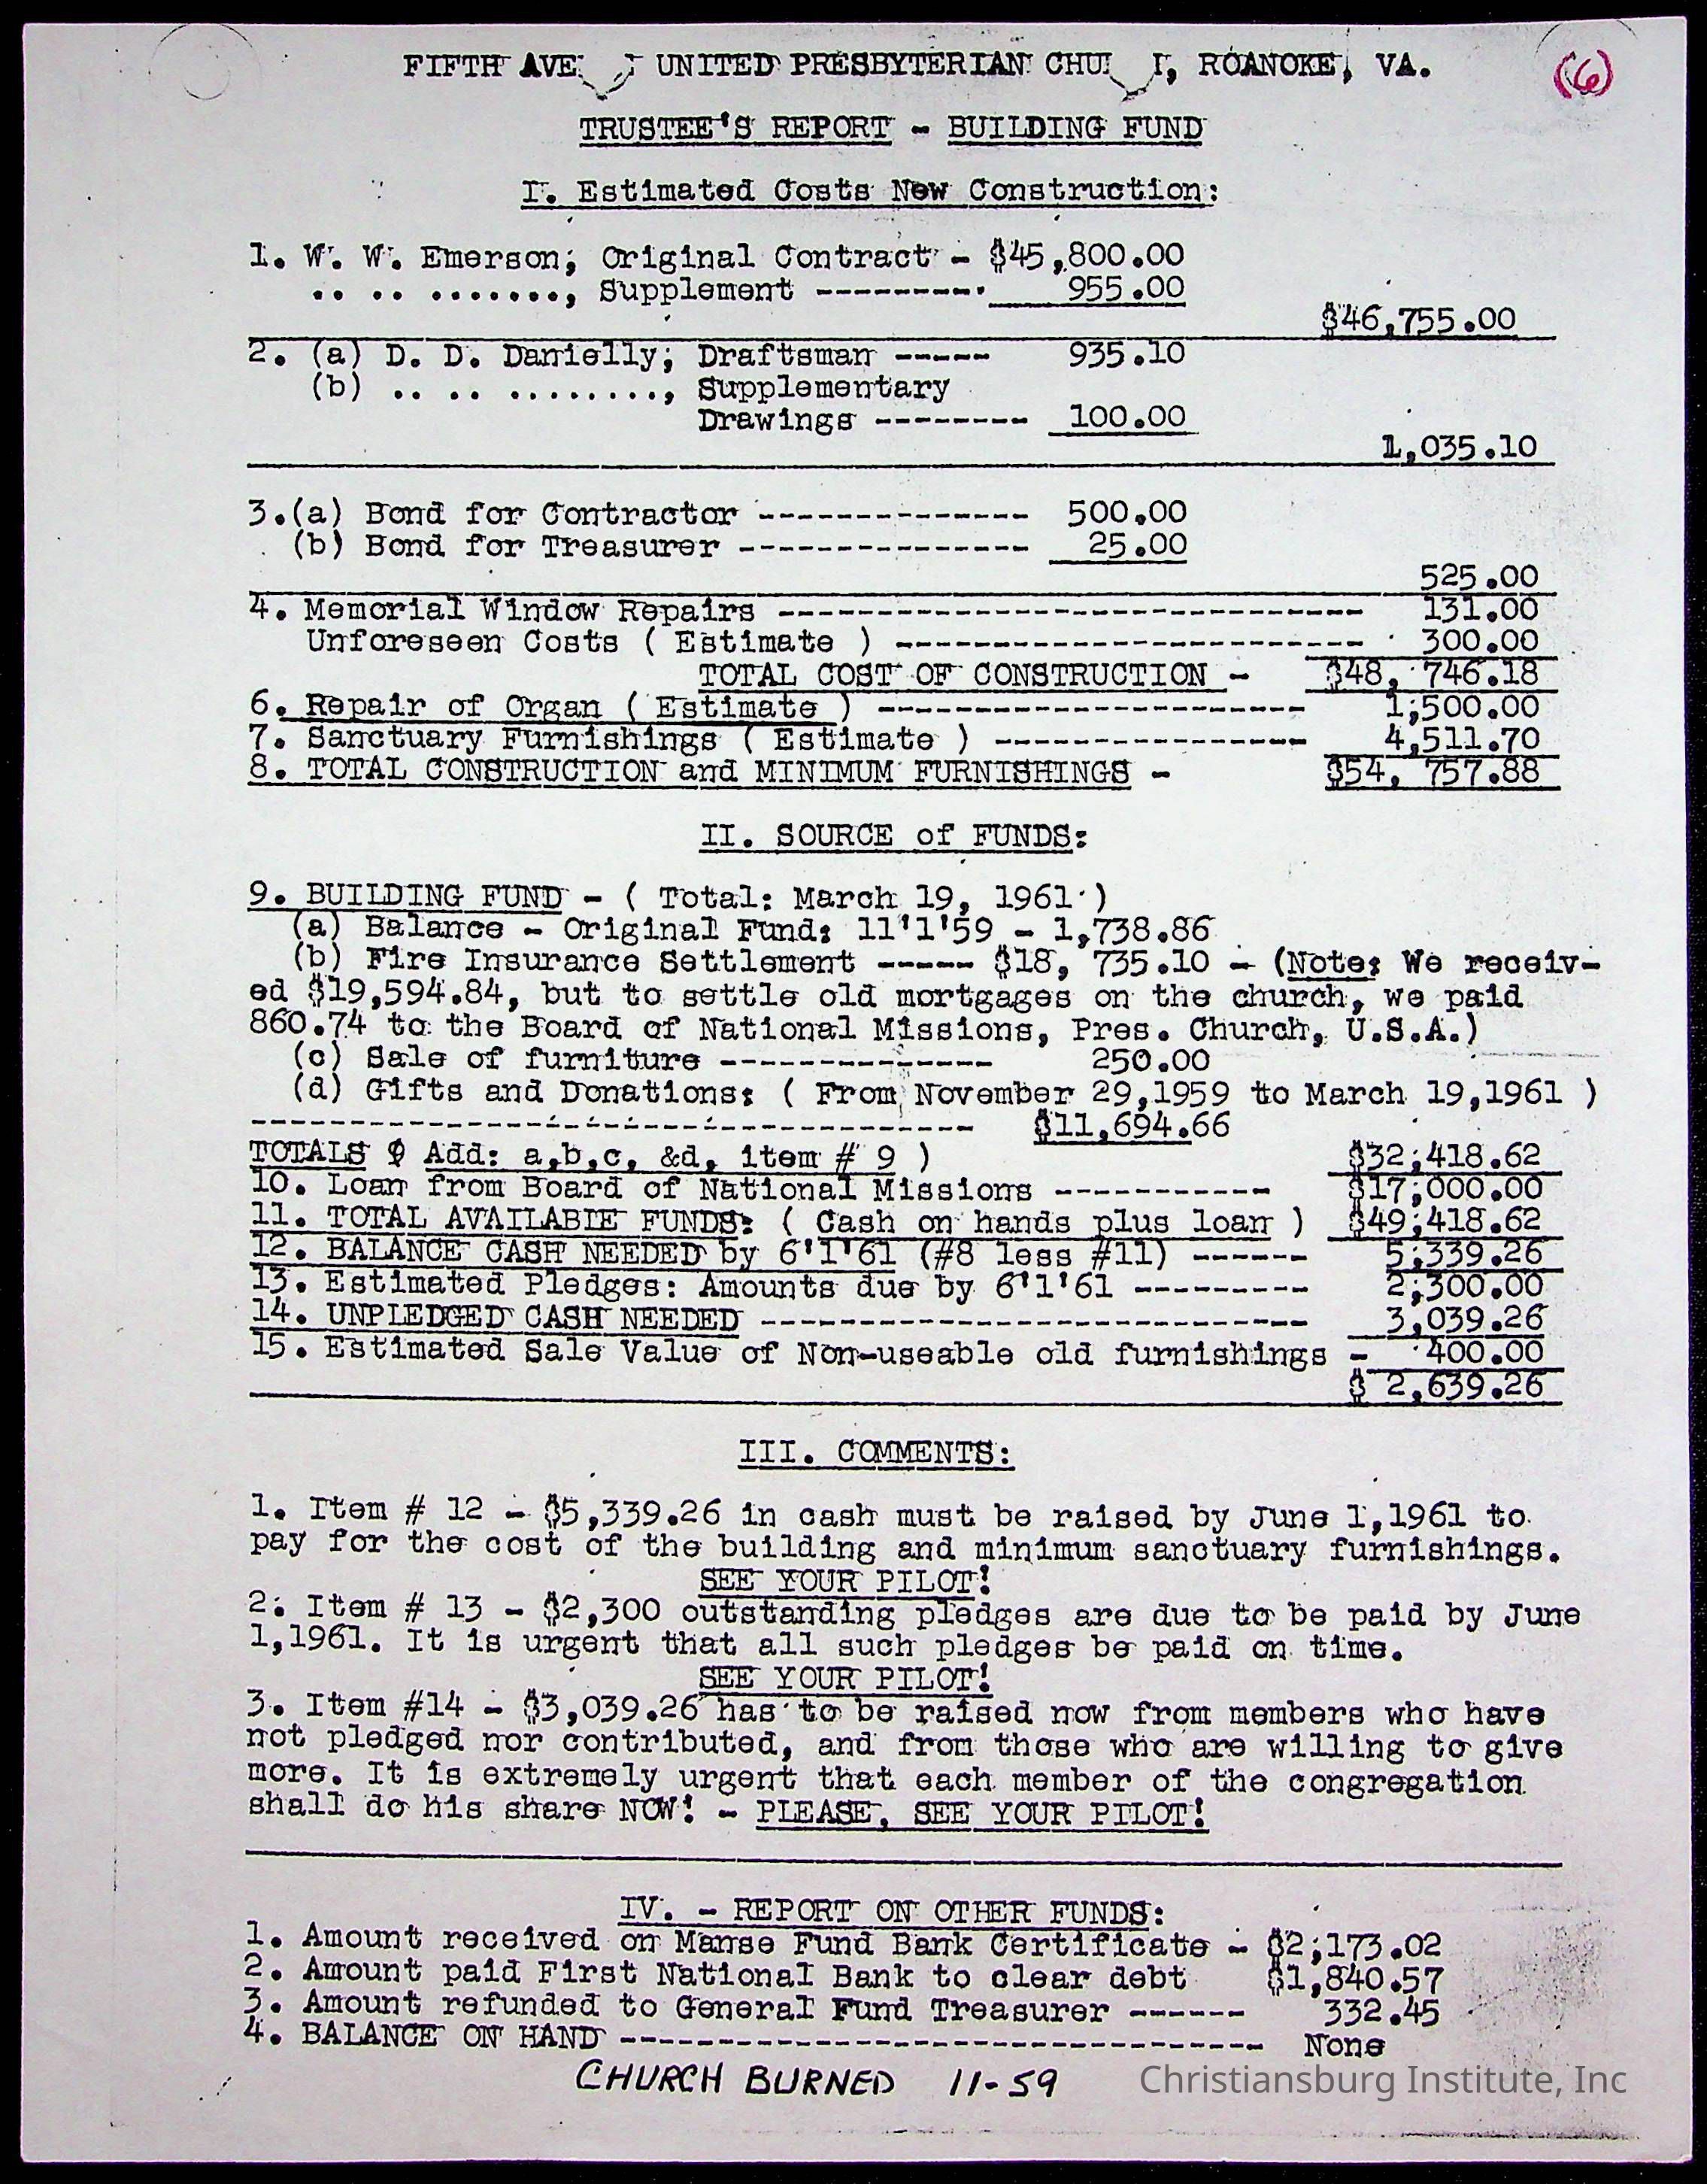 FIFTH AVE UNITED PRESBYTERIAN CHU , ROANOKE, VA.
(6)
TRUSTEE'S REPORT - BUILDING FUND
I. Estimated Costs New Construction:
1. W. W. Emerson; Original Contract - $45,800.00
.. .. ......., Supplement --------- 955.00
$46,755.00
2. (a) D. D. Danielly; Draftsman ----- 935.10
(b) .. .. ........, Supplementary
Drawings -------- 100.00
1,035.10
3.(a) Bond for Contractor -------------- 500.00
(b) Bond for Treasurer --------------- 25.00
525.00
4. Memorial Window Repairs ------------------------------ 131.00
Unforeseen Costs ( Estimate ) ------------------------ 300.00
TOTAL COST OF CONSTRUCTION - $48, 746.18
6. Repair of Organ ( Estimate ) ---------------------- 1,500.00
7. Sanctuary Furnishings ( Estimate ) ---------------- 4,511.70
8. TOTAL CONSTRUCTION and MINIMUM FURNISHINGS - $54, 757.88
II. SOURCE of FUNDS:
9. BUILDING FUND - ( Total: March 19, 1961 )
(a) Balance - Original Fund: 11'1'59 - 1,738.86
(b) Fire Insurance Settlement ----- $18, 735.10 - (Note: We receiv-
ed $19,594.84, but to settle old mortgages on the church, we paid
860.74 to the Board of National Missions, Pres. Church, U.S.A.)
(c) Sale of furniture -------------- 250.00
(d) Gifts and Donations: ( From November 29,1959 to March 19,1961 )
------------------------------------- $11,694.66
TOTALS ( Add: a,b,c, &d, item # 9 ) $32,418.62
10. Loan from Board of National Missions ----------- $17,000.00
11. TOTAL AVAILABLE FUNDS: ( Cash on hands plus loan ) $49,418.62
12. BALANCE CASH NEEDED by 6'1'61 (#8 less #11) ------ 5,339.26
13. Estimated Pledges: Amounts due by 6'1'61 --------- 2,300.00
14. UNPLEDGED CASH NEEDED ---------------------------- 3,039.26
15. Estimated Sale Value of Non-useable old furnishings - 400.00
$ 2,639.26
III. COMMENTS:
1. Item # 12 - $5,339.26 in cash must be raised by June 1,1961 to
pay for the cost of the building and minimum sanctuary furnishings.
SEE YOUR PILOT!
2. Item # 13 - $2,300 outstanding pledges are due to be paid by June
1,1961. It is urgent that all such pledges be paid on time.
SEE YOUR PILOT!
3. Item #14 - $3,039.26 has to be raised now from members who have
not pledged nor contributed, and from those who are willing to give
more. It is extremely urgent that each member of the congregation
shall do his share NOW! - PLEASE, SEE YOUR PILOT!
IV. - REPORT ON OTHER FUNDS:
1. Amount received on Manse Fund Bank Certificate - $2,173.02
2. Amount paid First National Bank to clear debt $1,840.57
3. Amount refunded to General Fund Treasurer ------ 332.45
4. BALANCE ON HAND --------------------------------- None
CHURCH BURNED 11-59
Christiansburg Institute, Inc